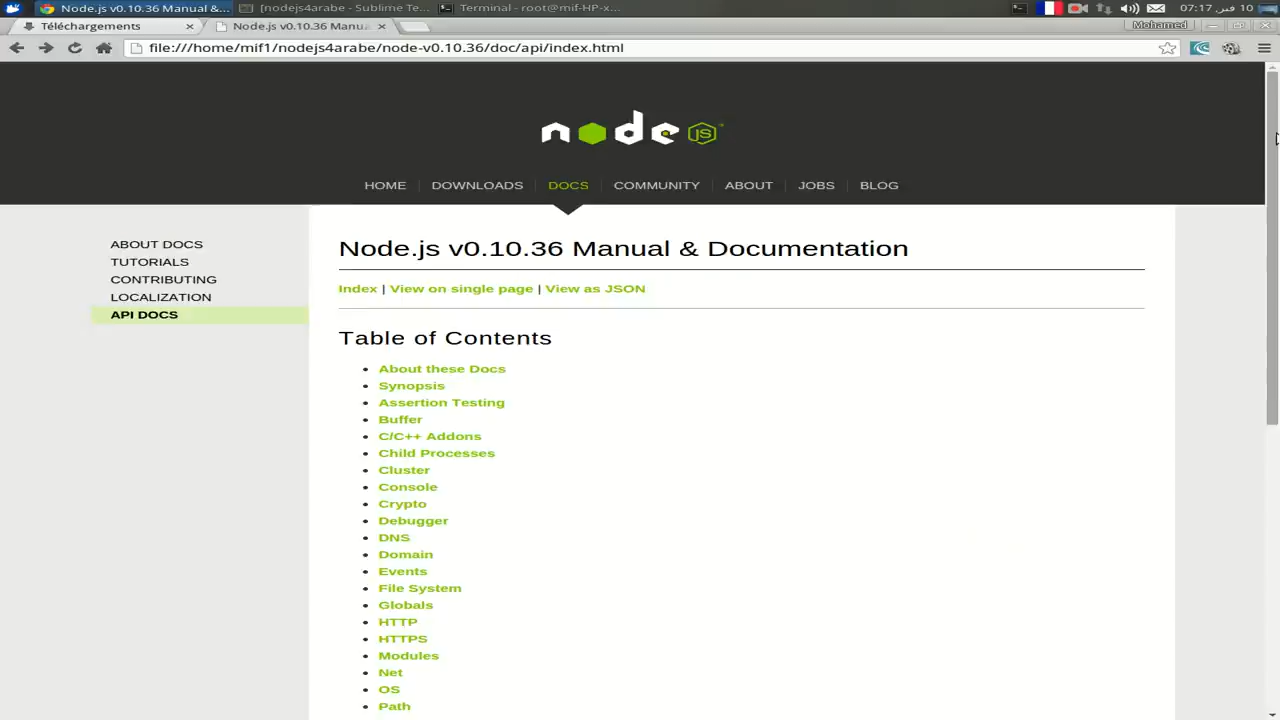 Node.js v0.10.36 Manual &... [nodejs4arabe - Sublime Te... Terminal - root@mif-HP-x... 07:17 ,فبر 10
Téléchargements × Node.js v0.10.36 Manua × Mohamed
file:///home/mif1/nodejs4arabe/node-v0.10.36/doc/api/index.html
node JS
HOME DOWNLOADS DOCS COMMUNITY ABOUT JOBS BLOG
ABOUT DOCS
TUTORIALS
CONTRIBUTING
LOCALIZATION
API DOCS
Node.js v0.10.36 Manual & Documentation
Index | View on single page | View as JSON
Table of Contents
• About these Docs
• Synopsis
• Assertion Testing
• Buffer
• C/C++ Addons
• Child Processes
• Cluster
• Console
• Crypto
• Debugger
• DNS
• Domain
• Events
• File System
• Globals
• HTTP
• HTTPS
• Modules
• Net
• OS
• Path